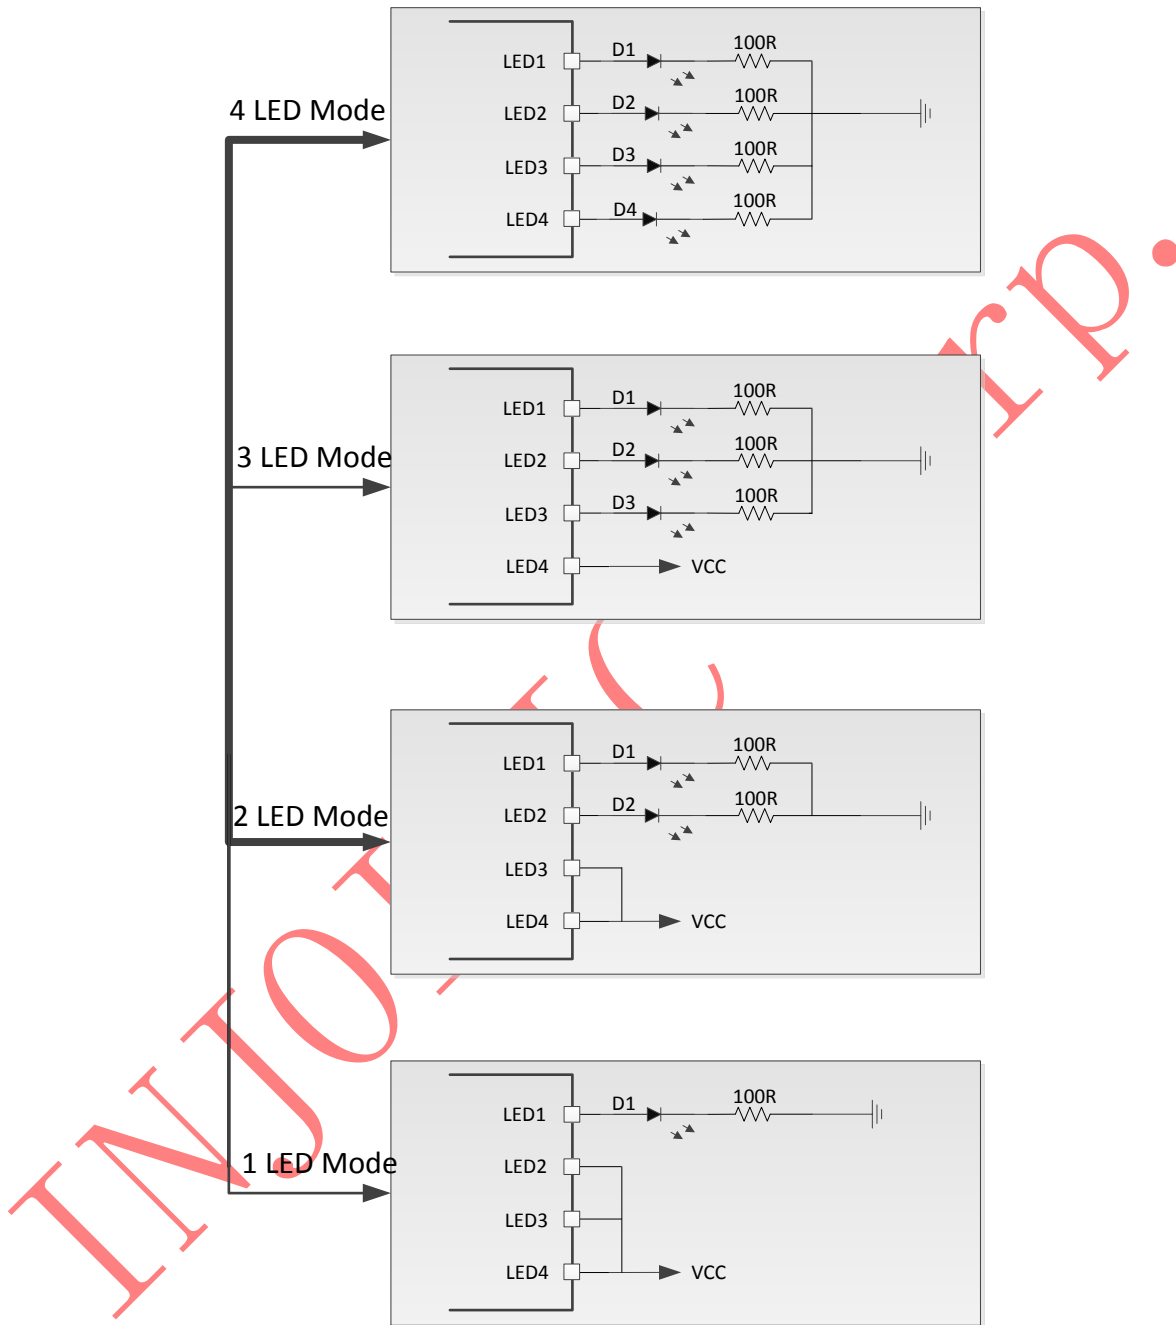 4 LED Mode
LED1 D1 100R
LED2 D2 100R
LED3 D3 100R
LED4 D4 100R
3 LED Mode
LED1 D1 100R
LED2 D2 100R
LED3 D3 100R
LED4 VCC
2 LED Mode
LED1 D1 100R
LED2 D2 100R
LED3
LED4 VCC
1 LED Mode
LED1 D1 100R
LED2
LED3
LED4 VCC